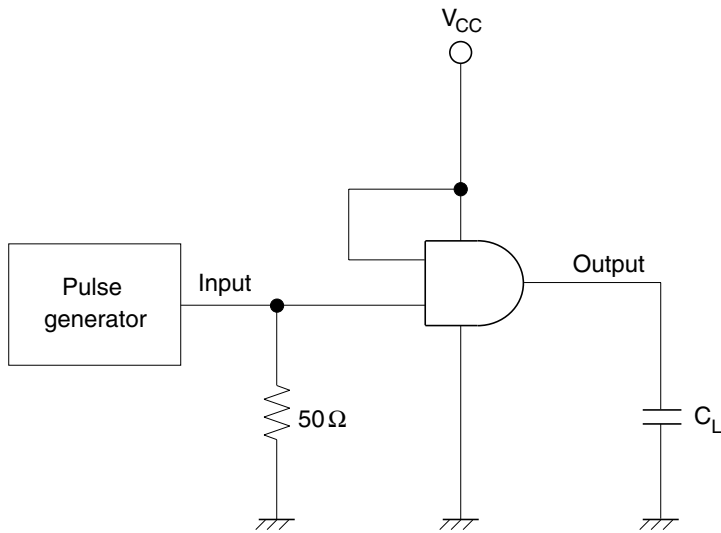 VCC
Pulse
generator
Input
Output
50Ω
CL